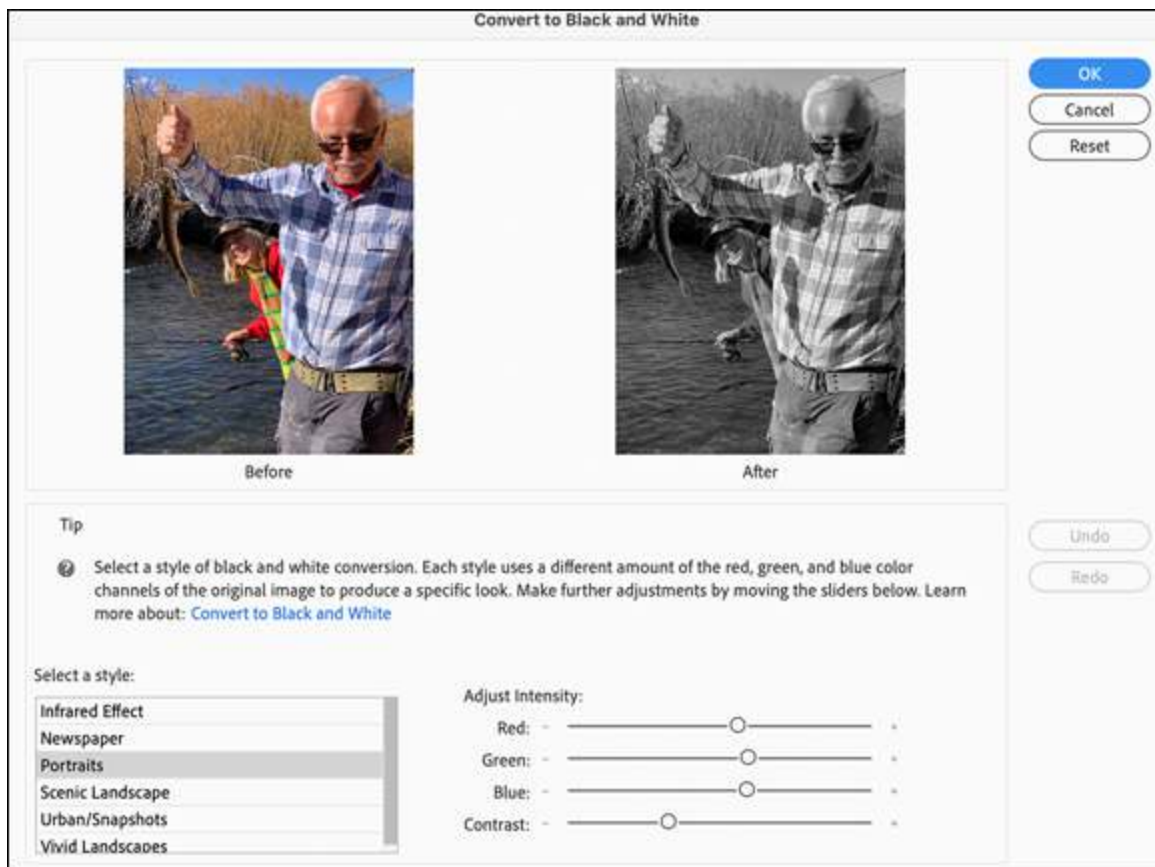 Convert to Black and White
OK
Cancel
Reset
Before
After
Tip
Select a style of black and white conversion. Each style uses a different amount of the red, green, and blue color
channels of the original image to produce a specific look. Make further adjustments by moving the sliders below. Learn
more about: Convert to Black and White
Undo
Redo
Select a style:
Infrared Effect
Newspaper
Portraits
Scenic Landscape
Urban/Snapshots
Vivid Landscapes
Adjust Intensity:
Red: - +
Green: - +
Blue: - +
Contrast: - +